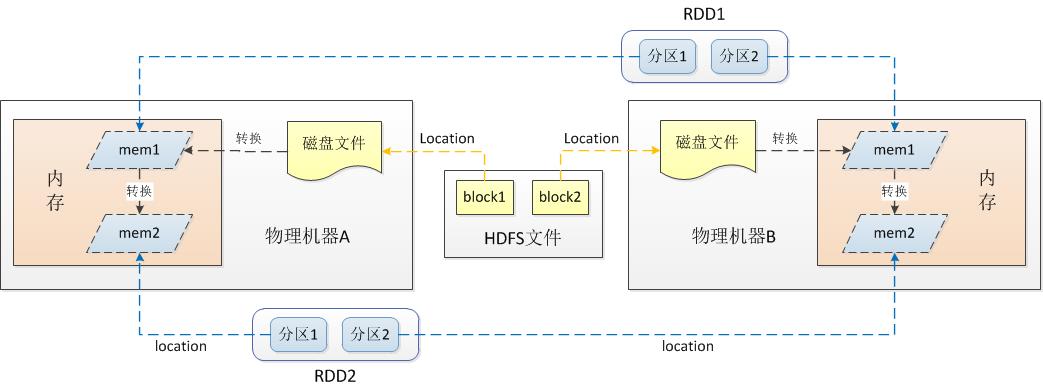 RDD1
分区1
分区2
mem1
转换
磁盘文件
Location
Location
磁盘文件
转换
mem1
内存
转换
block1
block2
转换
内存
mem2
物理机器A
HDFS文件
物理机器B
mem2
分区1
分区2
location
location
RDD2